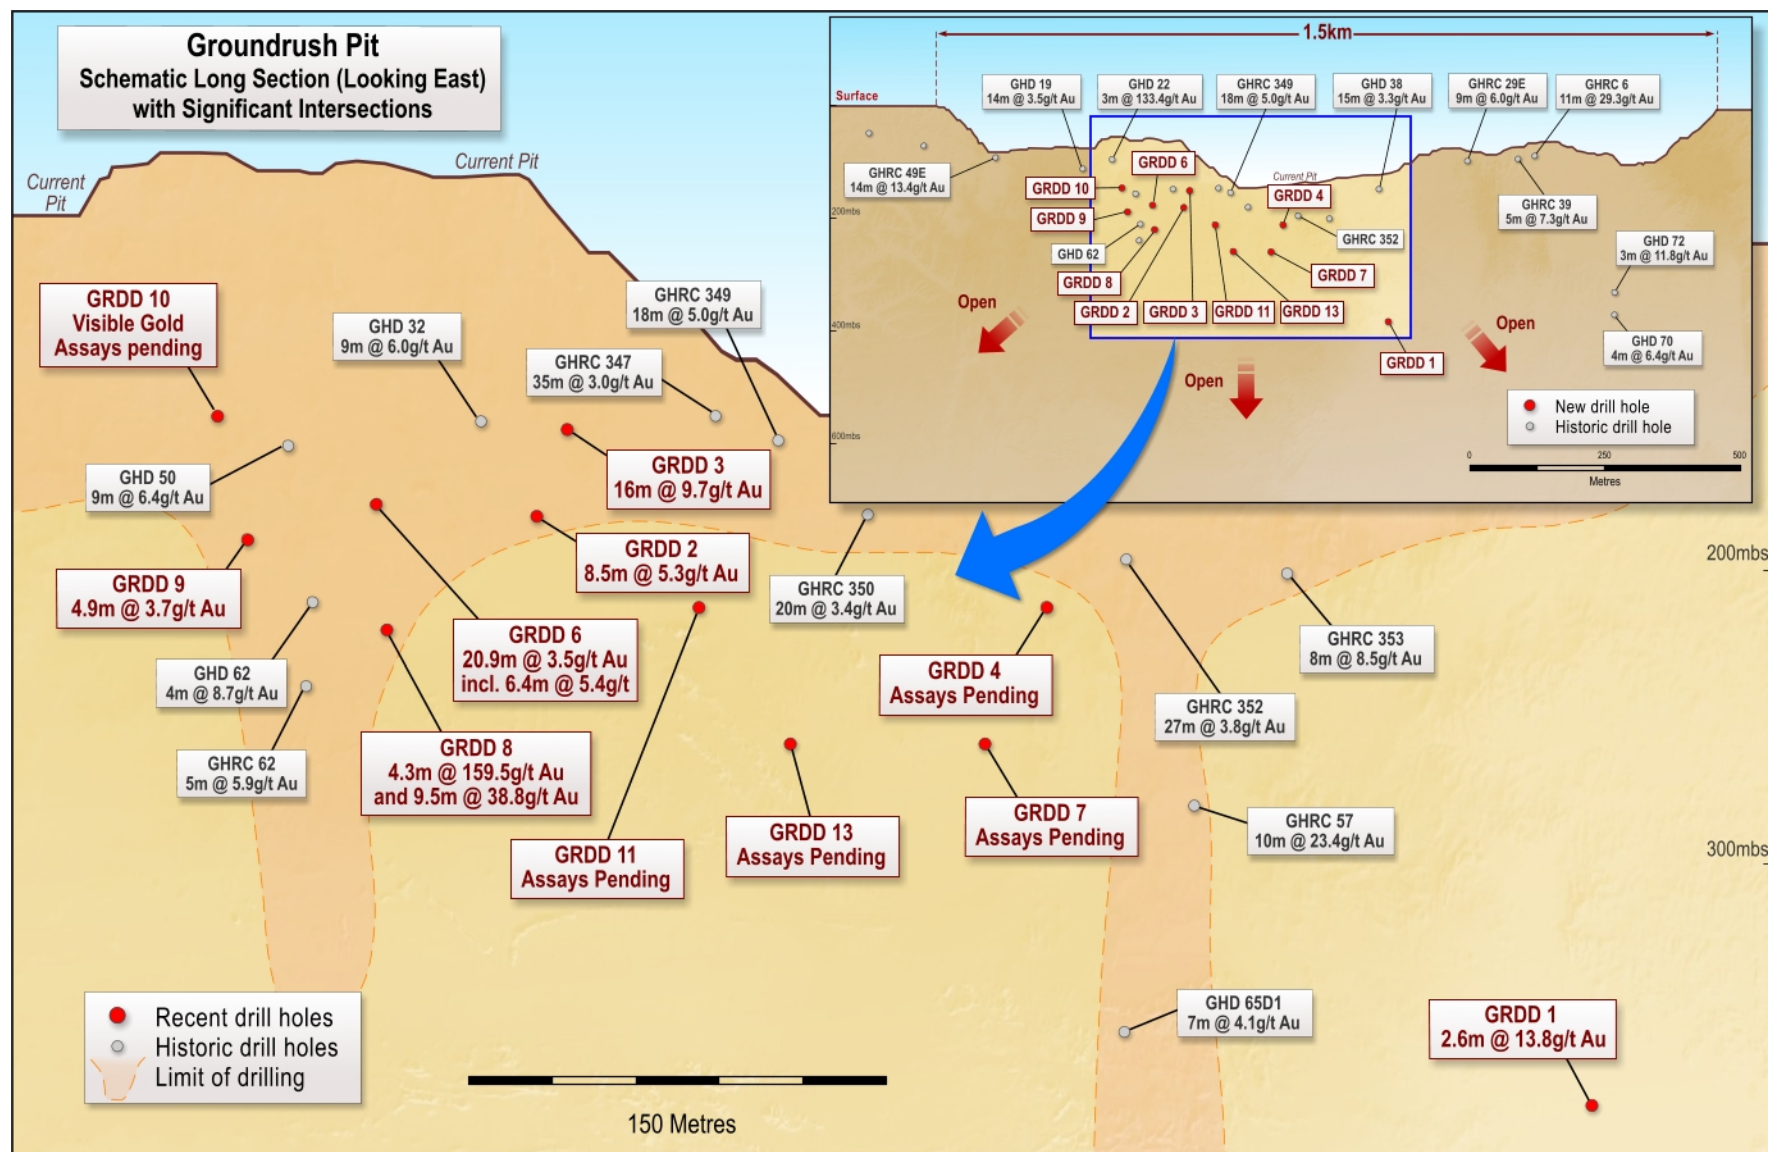 Groundrush Pit
Schematic Long Section (Looking East)
with Significant Intersections
Current Pit
Current
Pit
GRDD 10
Visible Gold
Assays pending
GHD 32
9m @ 6.0g/t Au
GHRC 349
18m @ 5.0g/t Au
GHRC 347
35m @ 3.0g/t Au
GHD 50
9m @ 6.4g/t Au
GRDD 3
16m @ 9.7g/t Au
GRDD 2
8.5m @ 5.3g/t Au
GRDD 9
4.9m @ 3.7g/t Au
GHRC 350
20m @ 3.4g/t Au
GRDD 6
20.9m @ 3.5g/t Au
incl. 6.4m @ 5.4g/t
GHD 62
4m @ 8.7g/t Au
GRDD 4
Assays Pending
GHRC 353
8m @ 8.5g/t Au
GHRC 352
27m @ 3.8g/t Au
GHRC 62
5m @ 5.9g/t Au
GRDD 8
4.3m @ 159.5g/t Au
and 9.5m @ 38.8g/t Au
GRDD 11
Assays Pending
GRDD 13
Assays Pending
GRDD 7
Assays Pending
GHRC 57
10m @ 23.4g/t Au
GHD 65D1
7m @ 4.1g/t Au
GRDD 1
2.6m @ 13.8g/t Au
200mbs
300mbs
Recent drill holes
Historic drill holes
Limit of drilling
150 Metres
1.5km
Surface
GHD 19
14m @ 3.5g/t Au
GHD 22
3m @ 133.4g/t Au
GHRC 349
18m @ 5.0g/t Au
GHD 38
15m @ 3.3g/t Au
GHRC 29E
9m @ 6.0g/t Au
GHRC 6
11m @ 29.3g/t Au
GHRC 49E
14m @ 13.4g/t Au
GRDD 6
GRDD 10
Current Pit
GRDD 4
GRDD 9
GHRC 39
5m @ 7.3g/t Au
200mbs
GHD 62
GHRC 352
GHD 72
3m @ 11.8g/t Au
GRDD 8
GRDD 7
GRDD 2
GRDD 3
GRDD 11
GRDD 13
Open
Open
Open
400mbs
GHD 70
4m @ 6.4g/t Au
GRDD 1
New drill hole
Historic drill hole
600mbs
0
250
500
Metres